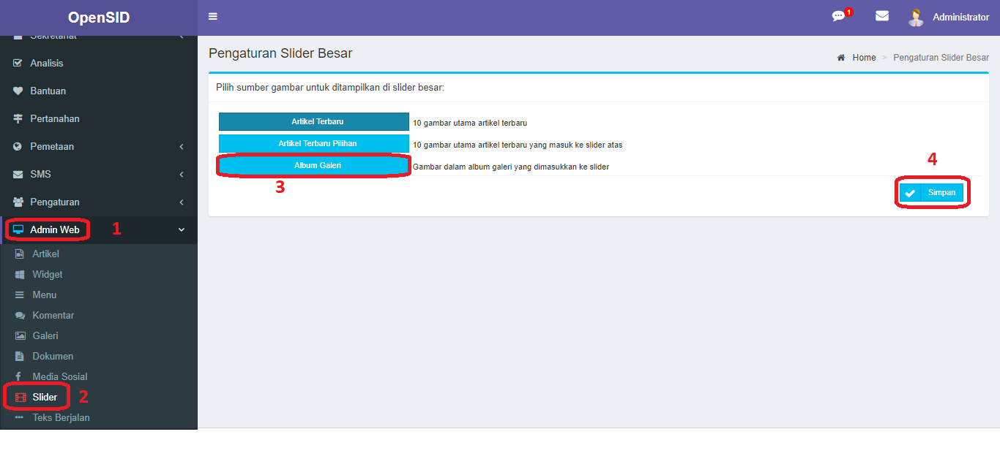 OpenSID
1
Administrator
Sekretariat
Analisis
Bantuan
Pertanahan
Pemetaan
SMS
Pengaturan
Admin Web
1
Artikel
Widget
Menu
Komentar
Galeri
Dokumen
Media Sosial
Slider
2
Teks Berjalan
Pengaturan Slider Besar
Home > Pengaturan Slider Besar
Pilih sumber gambar untuk ditampilkan di slider besar:
Artikel Terbaru 10 gambar utama artikel terbaru
Artikel Terbaru Pilihan 10 gambar utama artikel terbaru yang masuk ke slider atas
Album Galeri Gambar dalam album galeri yang dimasukkan ke slider
3
4
Simpan